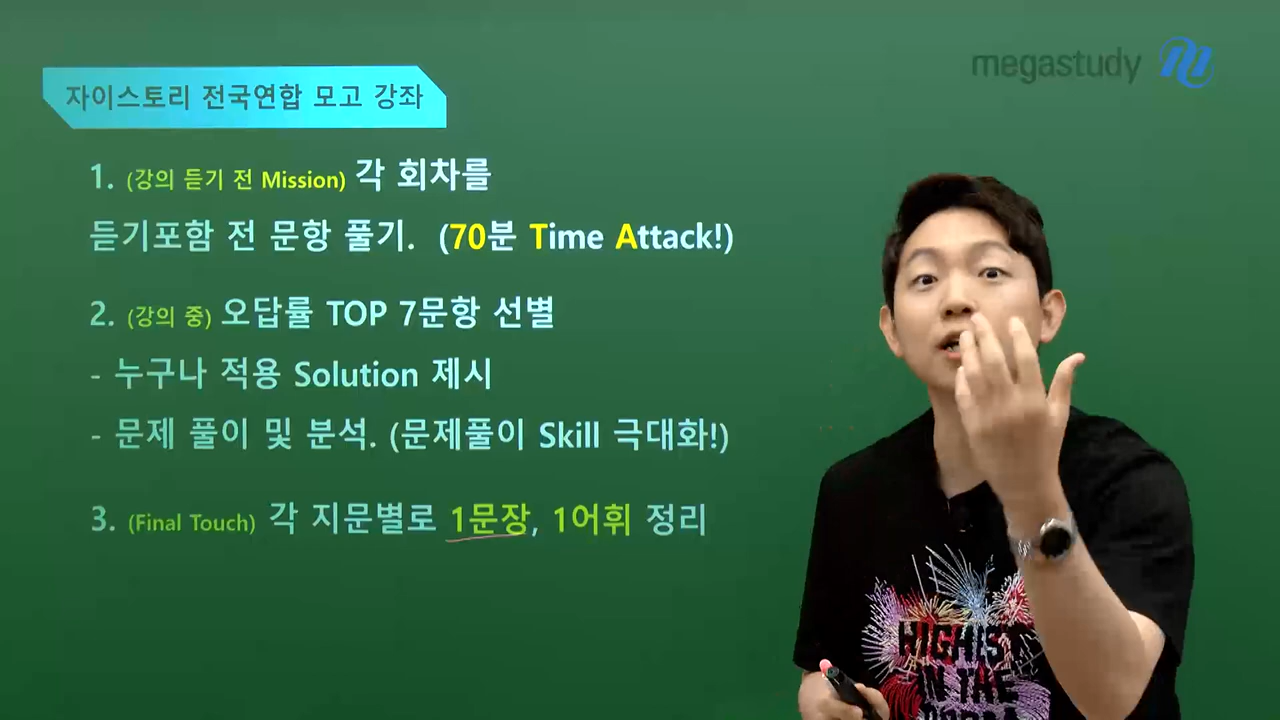 megastudy
자이스토리 전국연합 모고 강좌
1. (강의 듣기 전 Mission) 각 회차를
듣기포함 전 문항 풀기. (70분 Time Attack!)
2. (강의 중) 오답률 TOP 7문항 선별
- 누구나 적용 Solution 제시
- 문제 풀이 및 분석. (문제풀이 Skill 극대화!)
3. (Final Touch) 각 지문별로 1문장, 1어휘 정리
IN THE